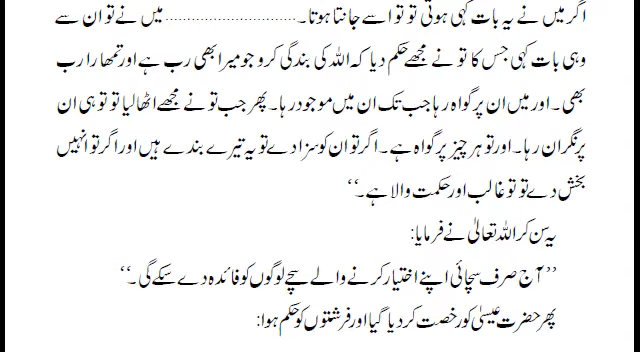 اگر میں نے یہ بات کہی ہوتی تو تو اسے جانتا ہوتا۔............................... میں نے تو ان سے
وہی بات کہی جس کا تو نے مجھے حکم دیا کہ اللہ کی بندگی کرو جو میرا بھی رب ہے اور تمھارا رب
بھی۔ اور میں ان پر گواہ رہا جب تک ان میں موجود رہا۔ پھر جب تو نے مجھے اٹھا لیا تو تو ہی ان
پر نگران رہا۔ اور تو ہر چیز پر گواہ ہے۔ اگر تو ان کو سزا دے تو یہ تیرے بندے ہیں اور اگر تو انہیں
بخش دے تو تو غالب اور حکمت والا ہے۔‘‘
یہ سن کر اللہ تعالیٰ نے فرمایا:
’’آج صرف سچائی اپنے اختیار کرنے والے سچے لوگوں کو فائدہ دے سکے گی۔‘‘
پھر حضرت عیسیٰ کو رخصت کر دیا گیا اور فرشتوں کو حکم ہوا: